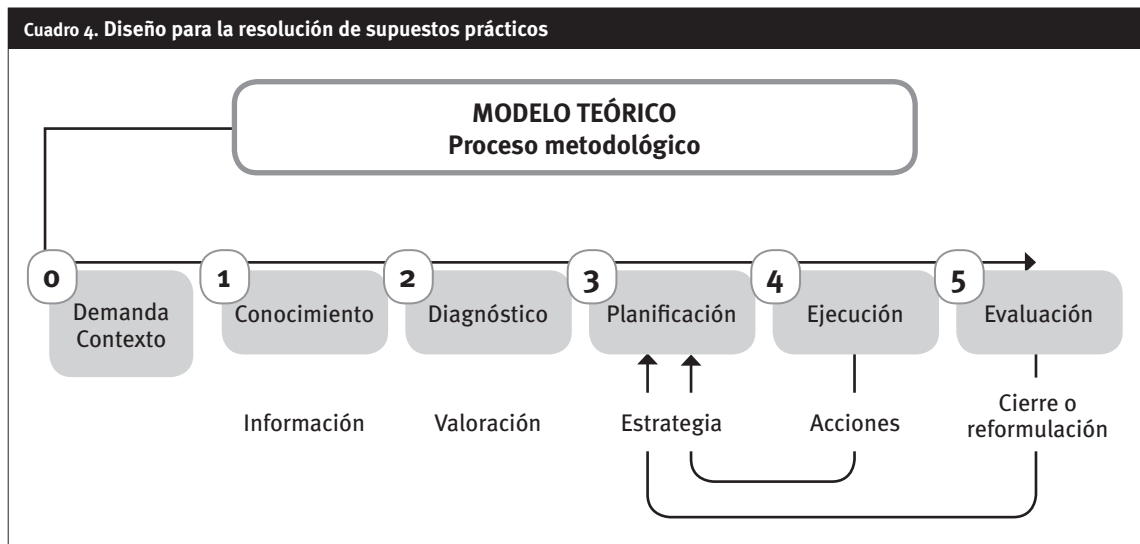 Cuadro 4. Diseño para la resolución de supuestos prácticos
MODELO TEÓRICO
Proceso metodológico
0
1
2
3
4
5
Demanda
Contexto
Conocimiento
Diagnóstico
Planificación
Ejecución
Evaluación
Información
Valoración
Estrategia
Acciones
Cierre o
reformulación